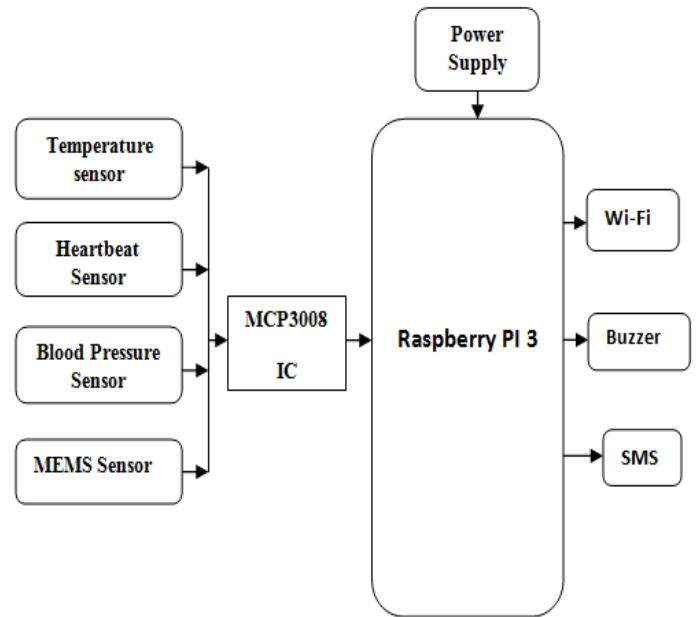 Power
Supply
Temperature
sensor
Heartbeat
Sensor
Blood Pressure
Sensor
MEMS Sensor
MCP3008
IC
Raspberry PI 3
Wi-Fi
Buzzer
SMS